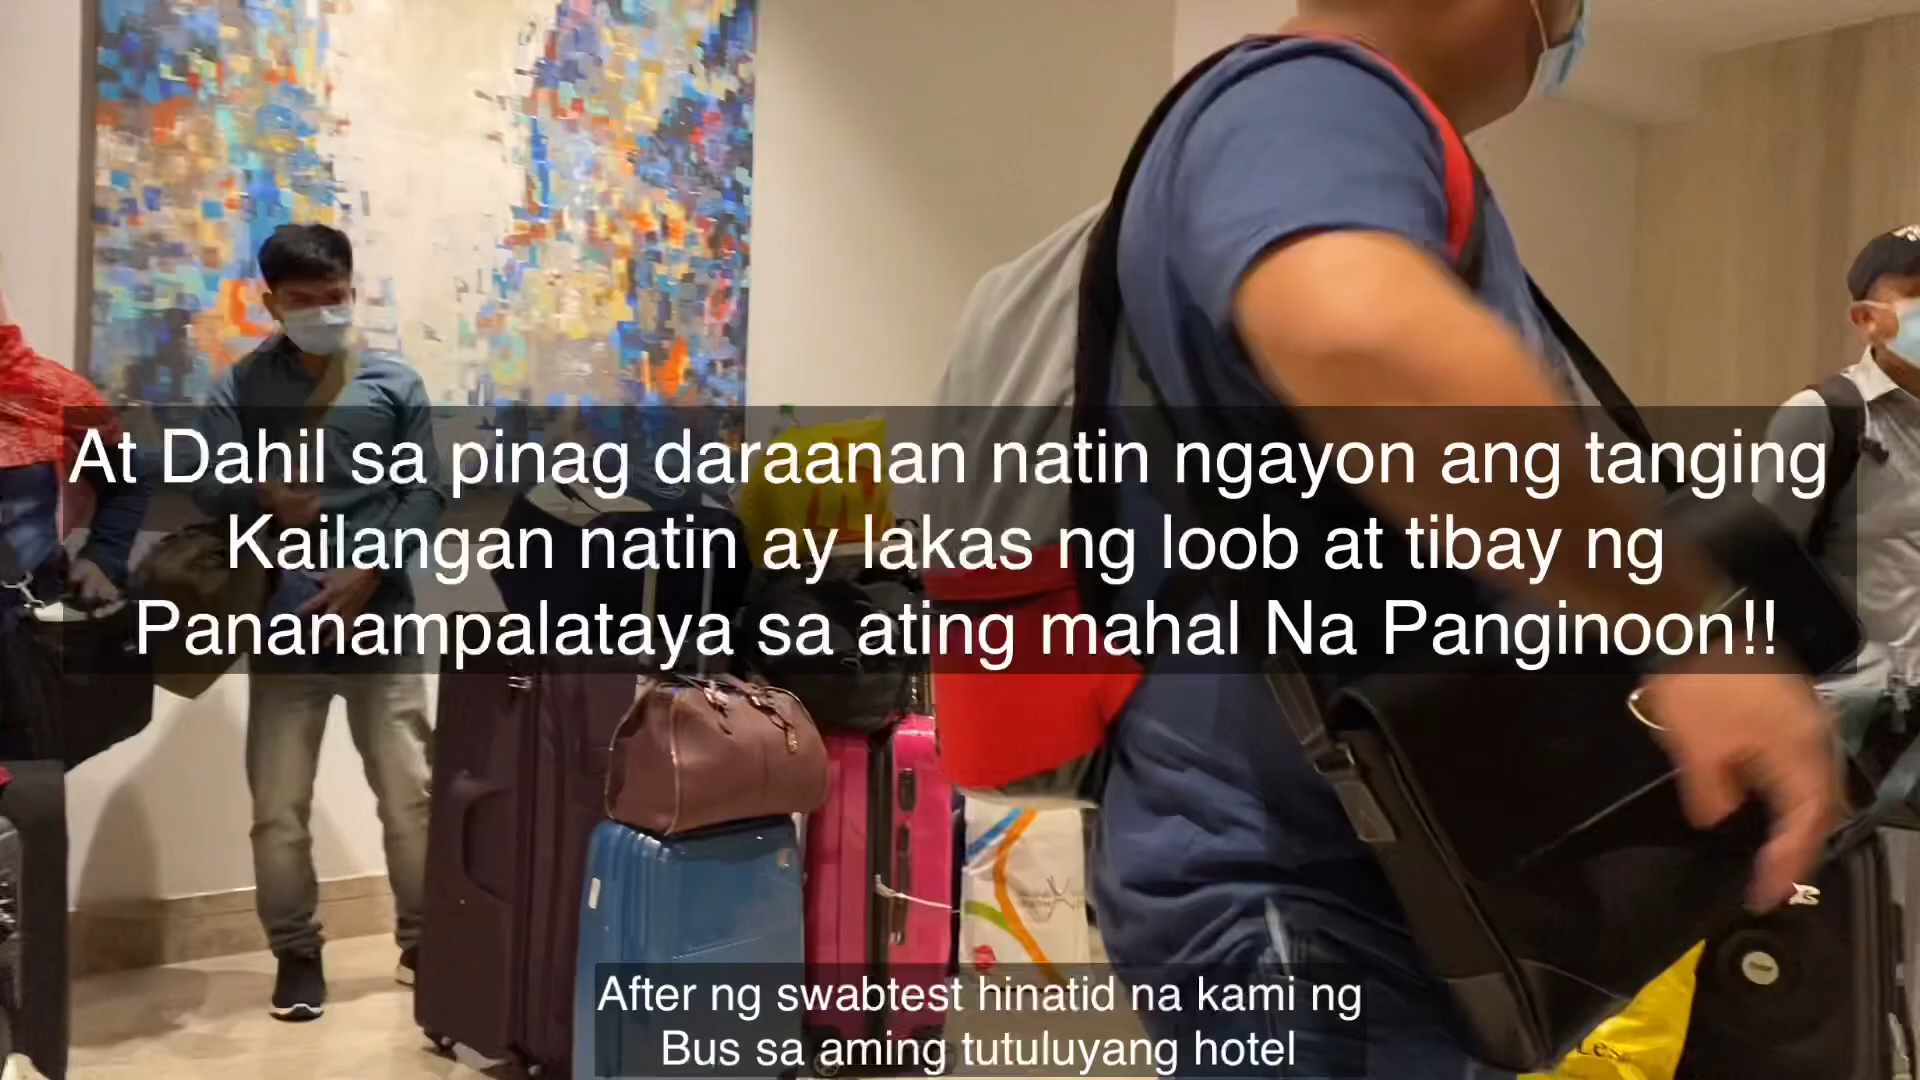 At Dahil sa pinag daraanan natin ngayon ang tanging
Kailangan natin ay lakas ng loob at tibay ng
Pananampalataya sa ating mahal Na Panginoon!!
After ng swabtest hinatid na kami ng
Bus sa aming tutuluyang hotel